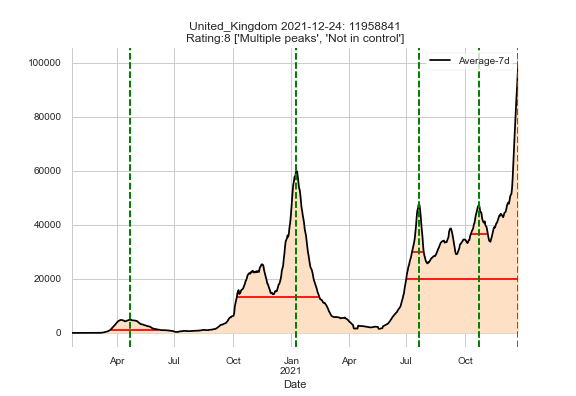 United_Kingdom 2021-12-24: 11958841
Rating:8 ['Multiple peaks', 'Not in control']
Average-7d
100000
80000
60000
40000
20000
0
Apr Jul Oct Jan Apr Jul Oct
2021
Date